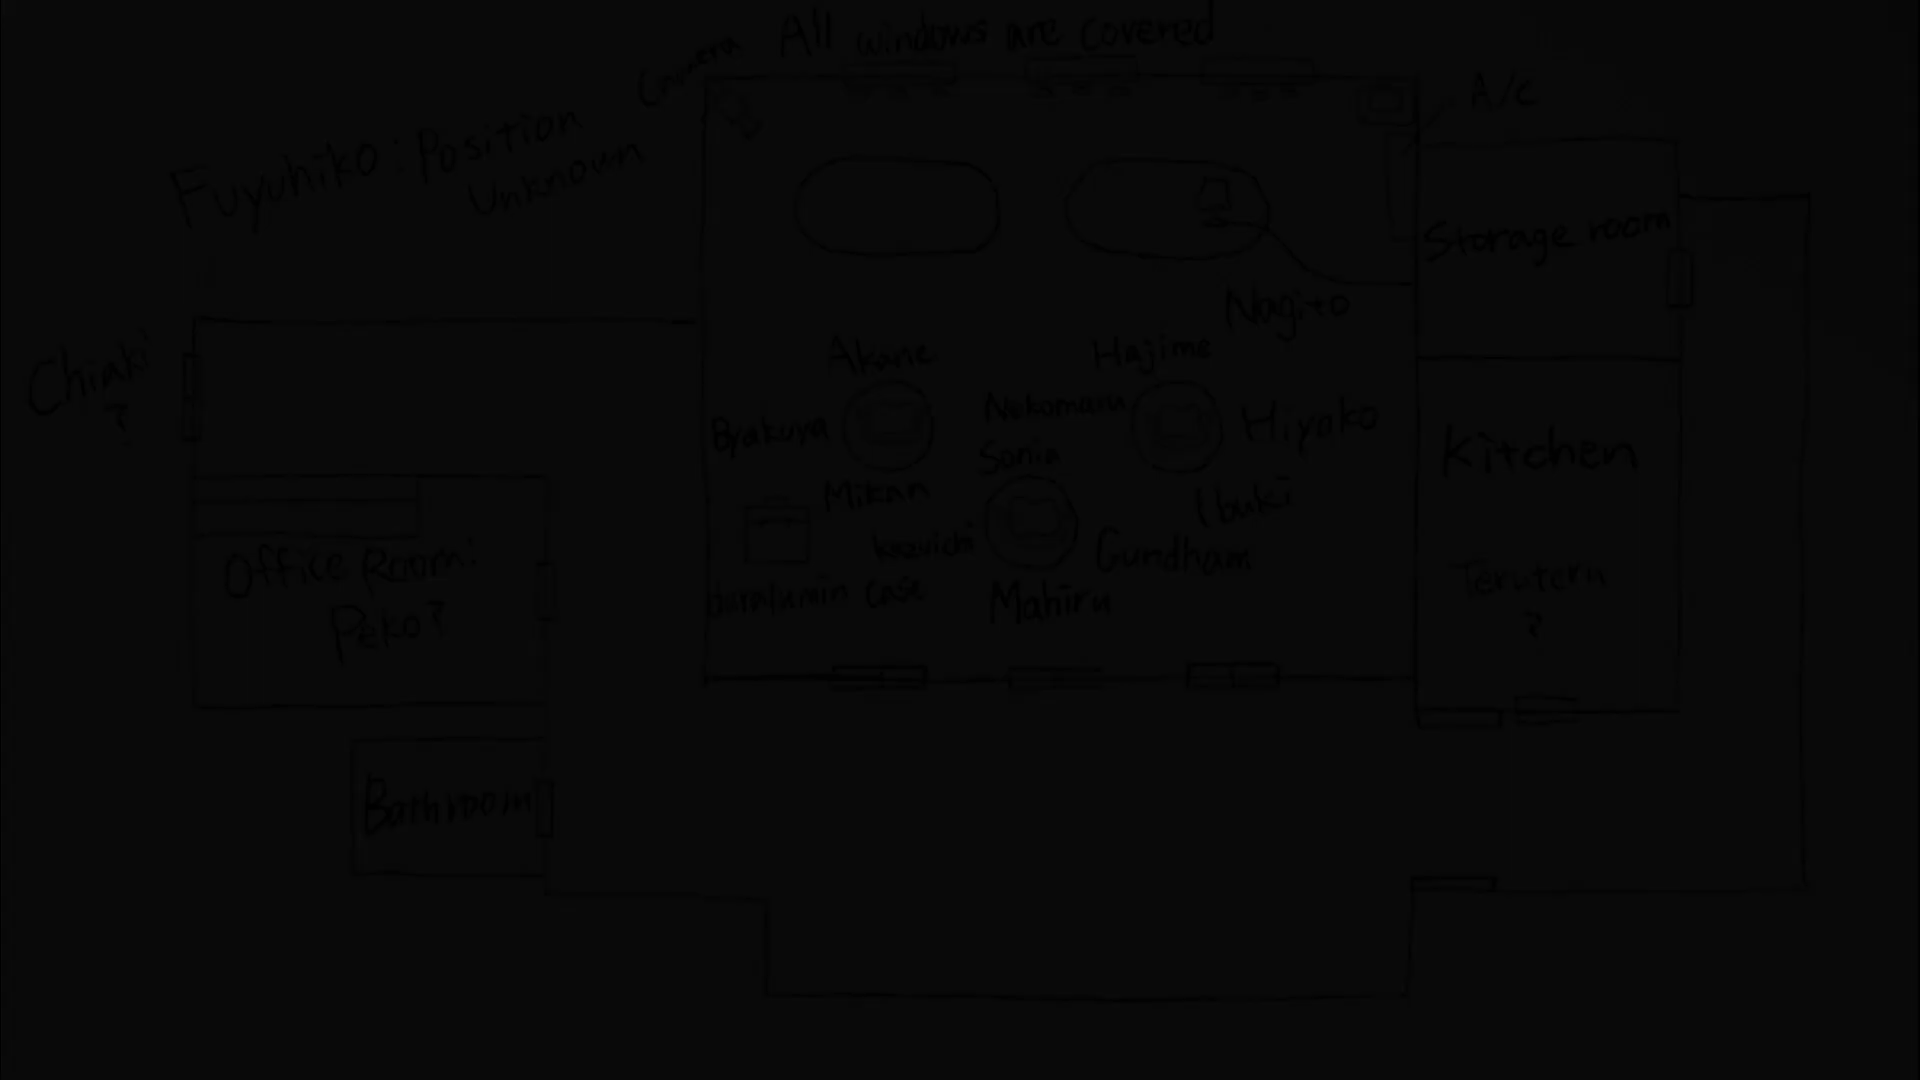 All windows are covered
Camera
A/C
Fuyuhiko: Position
Unknown
Storage room
Nagito
Chiaki
?
Akane
Hajime
Nekomaru
Byakuya
Hiyoko
Sonia
Kitchen
Mikan
Ibuki
Kazuichi
Gundham
Office Room:
Peko?
Duralumin case
Mahiru
Teruteru
?
Bathroom